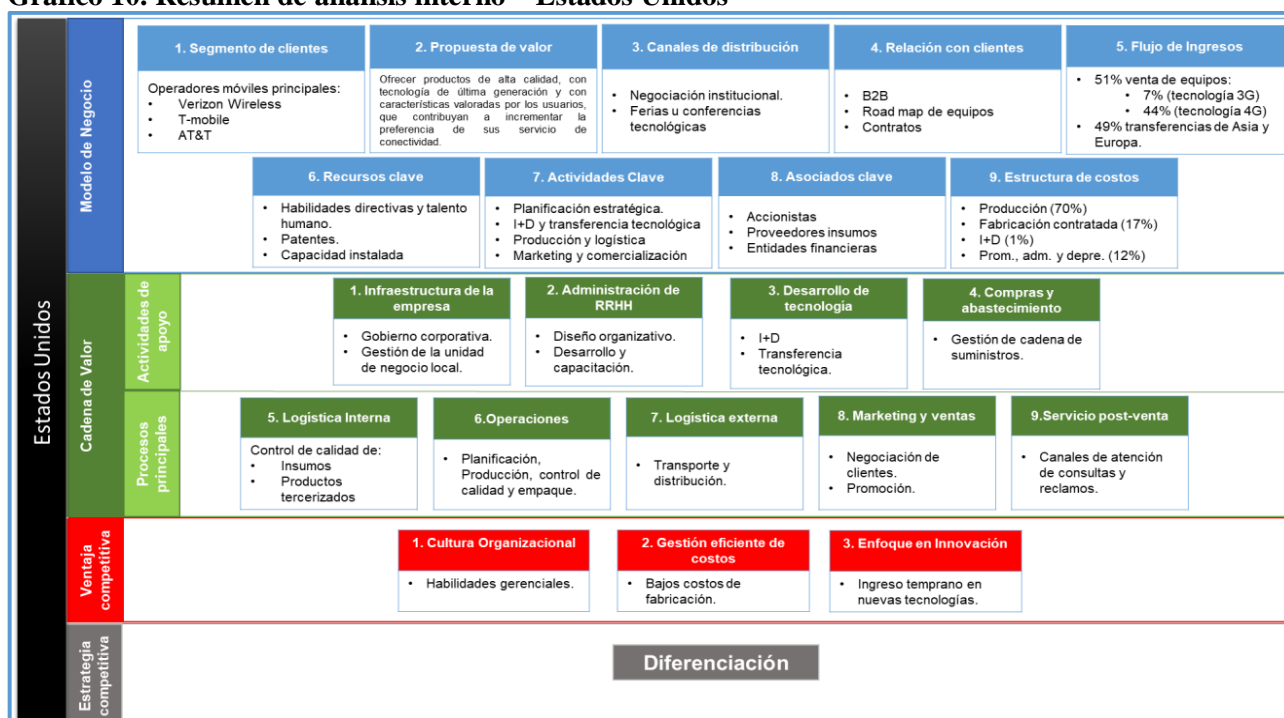 Gráfico 10. Resumen de análisis interno – Estados Unidos
Estados Unidos
Modelo de Negocio
1. Segmento de clientes
Operadores móviles principales:
• Verizon Wireless
• T-mobile
• AT&T
2. Propuesta de valor
Ofrecer productos de alta calidad, con
tecnología de última generación y con
características valoradas por los usuarios,
que contribuyan a incrementar la
preferencia de sus servicio de
conectividad.
3. Canales de distribución
• Negociación institucional.
• Ferias u conferencias
tecnológicas
4. Relación con clientes
• B2B
• Road map de equipos
• Contratos
5. Flujo de Ingresos
• 51% venta de equipos:
• 7% (tecnología 3G)
• 44% (tecnología 4G)
• 49% transferencias de Asia y
Europa.
6. Recursos clave
• Habilidades directivas y talento
humano.
• Patentes.
• Capacidad instalada
7. Actividades Clave
• Planificación estratégica.
• I+D y transferencia tecnológica
• Producción y logística
• Marketing y comercialización
8. Asociados clave
• Accionistas
• Proveedores insumos
• Entidades financieras
9. Estructura de costos
• Producción (70%)
• Fabricación contratada (17%)
• I+D (1%)
• Prom., adm. y depre. (12%)
Cadena de Valor
Actividades de
apoyo
1. Infraestructura de la
empresa
• Gobierno corporativa.
• Gestión de la unidad
de negocio local.
2. Administración de
RRHH
• Diseño organizativo.
• Desarrollo y
capacitación.
3. Desarrollo de
tecnología
• I+D
• Transferencia
tecnológica.
4. Compras y
abastecimiento
• Gestión de cadena de
suministros.
Procesos
principales
5. Logística Interna
Control de calidad de:
• Insumos
• Productos
tercerizados
6.Operaciones
• Planificación,
Producción, control de
calidad y empaque.
7. Logística externa
• Transporte y
distribución.
8. Marketing y ventas
• Negociación de
clientes.
• Promoción.
9.Servicio post-venta
• Canales de atención
de consultas y
reclamos.
Ventaja
competitiva
1. Cultura Organizacional
• Habilidades gerenciales.
2. Gestión eficiente de
costos
• Bajos costos de
fabricación.
3. Enfoque en Innovación
• Ingreso temprano en
nuevas tecnologías.
Estrategia
competitiva
Diferenciación